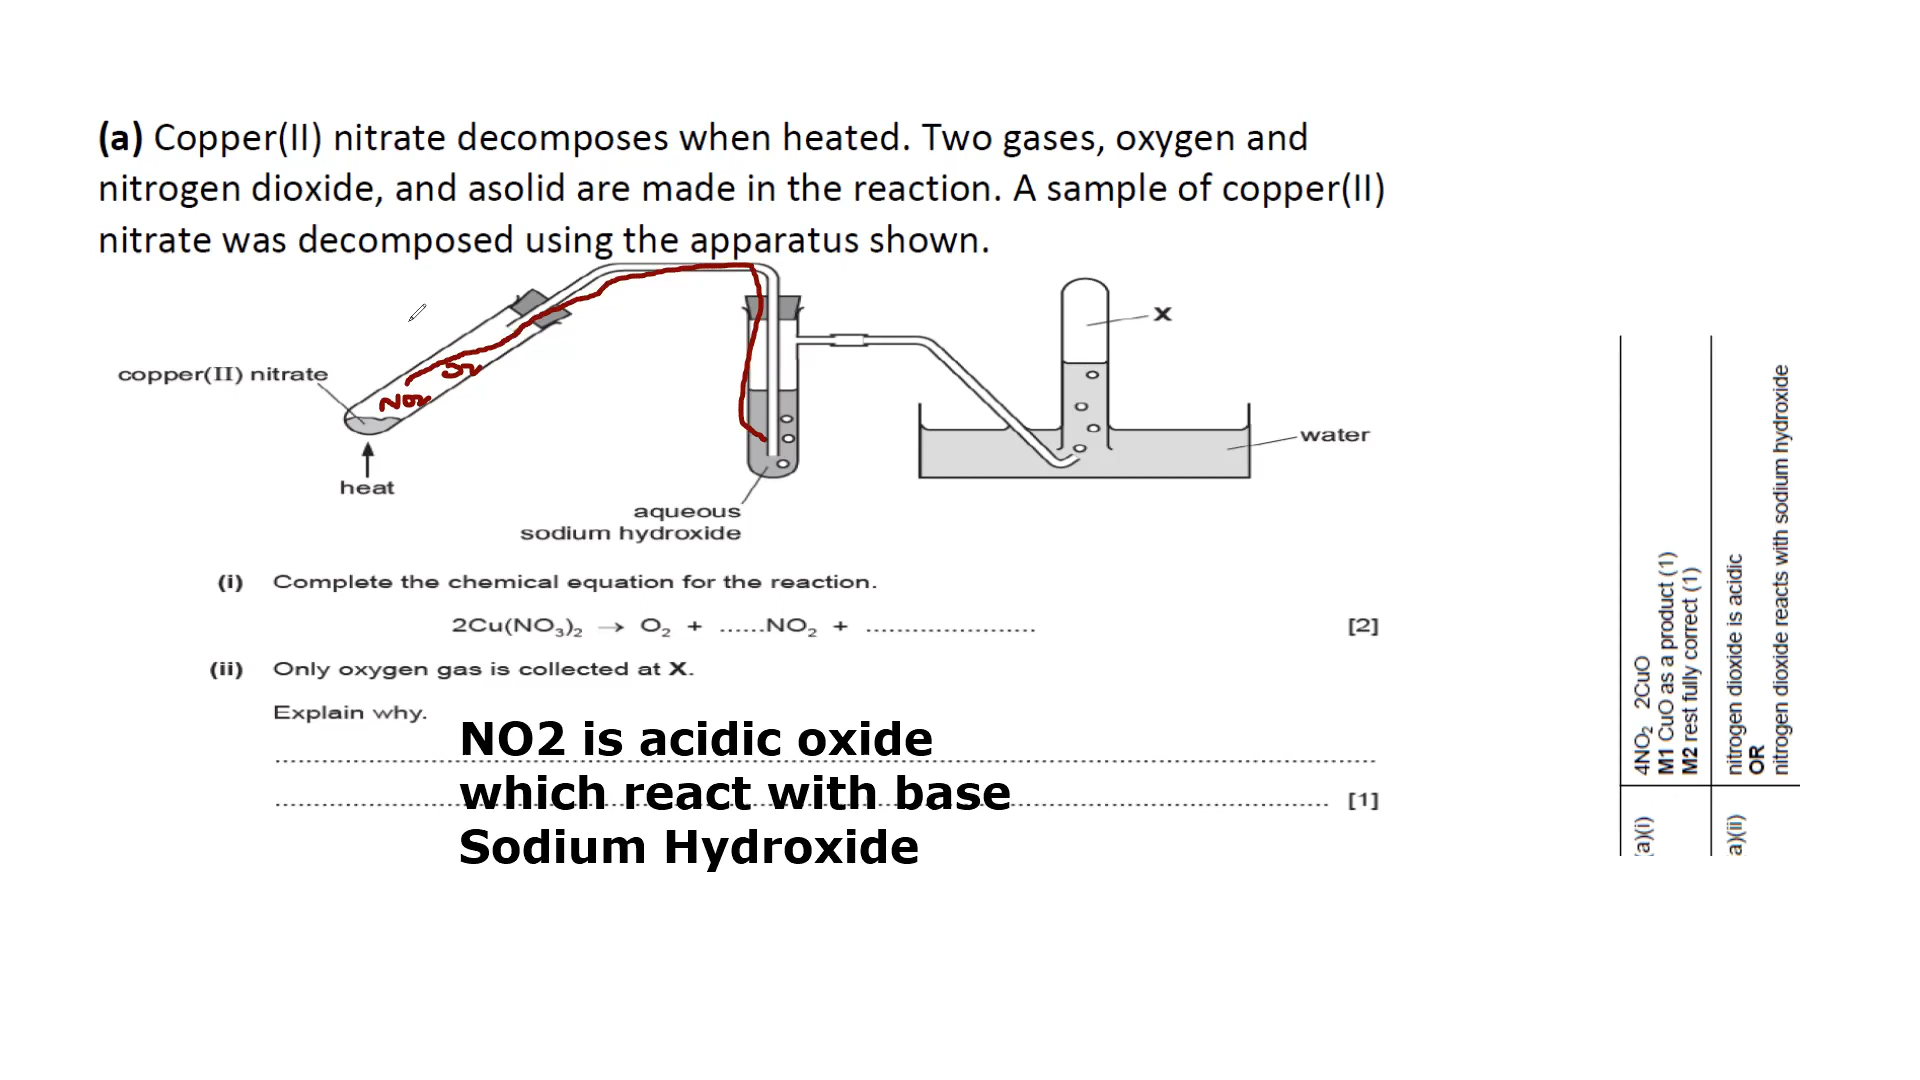 (a) Copper(II) nitrate decomposes when heated. Two gases, oxygen and
nitrogen dioxide, and asolid are made in the reaction. A sample of copper(II)
nitrate was decomposed using the apparatus shown.
X
copper(II) nitrate
O2
NO2
water
heat
aqueous
sodium hydroxide
(i) Complete the chemical equation for the reaction.
2Cu(NO₃)₂ → O₂ + ......NO₂ + ...................... [2]
(ii) Only oxygen gas is collected at X.
Explain why.
NO2 is acidic oxide
which react with base
[1]
Sodium Hydroxide
a)(i)
4NO₂ 2CuO
M1 CuO as a product (1)
M2 rest fully correct (1)
a)(ii)
nitrogen dioxide is acidic
OR
nitrogen dioxide reacts with sodium hydroxide